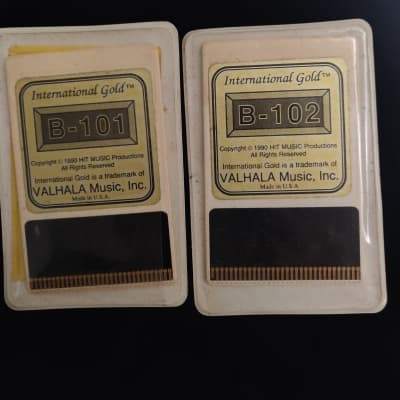 International Gold™
B-101
Copyright © 1990 HIT MUSIC Productions
All Rights Reserved
International Gold is a trademark of
VALHALA Music, Inc.
Made in U.S.A
International Gold™
B-102
Copyright © 1990 HIT MUSIC Productions
All Rights Reserved
International Gold is a trademark of
VALHALA Music, Inc.
Made in U.S.A.